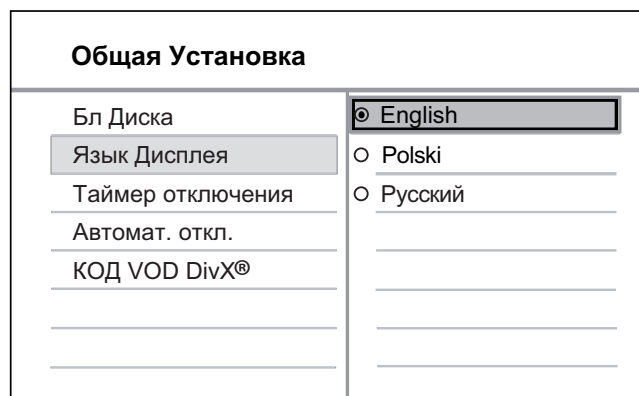 Общая Установка
Бл Диска
Язык Дисплея
Таймер отключения
Автомат. откл.
КОД VOD DivX®
English
Polski
Русский